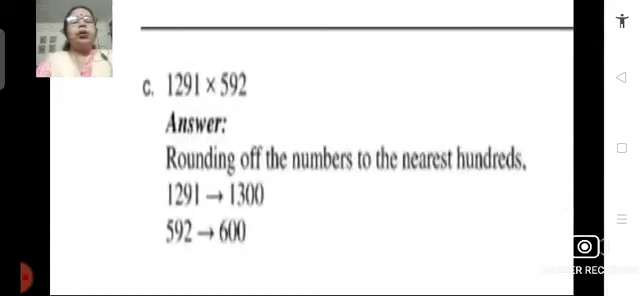 c. 1291 × 592
Answer:
Rounding off the numbers to the nearest hundreds,
1291 → 1300
592 → 600